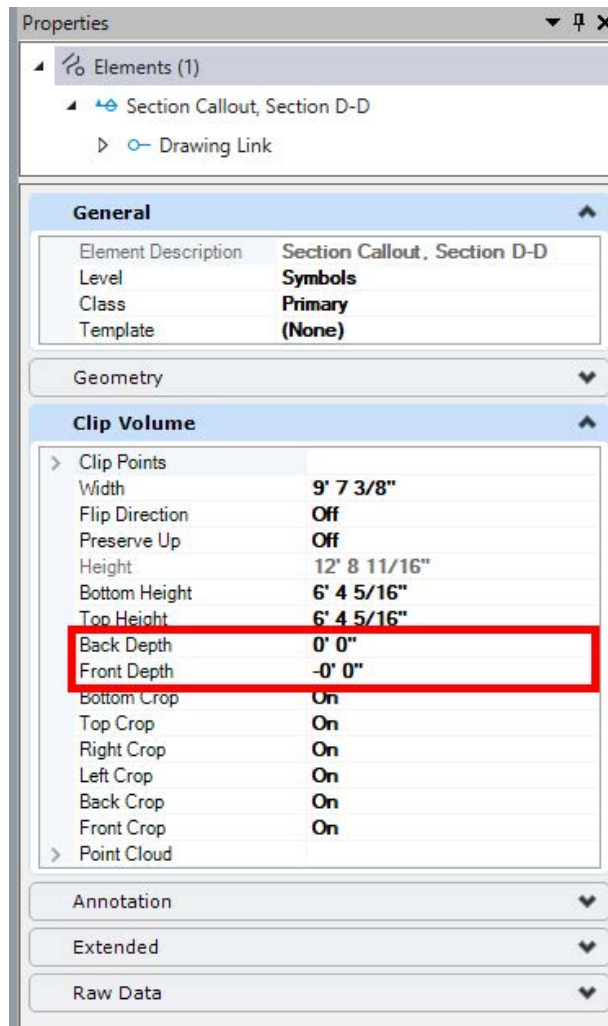 Properties
Elements (1)
Section Callout, Section D-D
Drawing Link
General
Element Description Section Callout, Section D-D
Level Symbols
Class Primary
Template (None)
Geometry
Clip Volume
Clip Points
Width 9' 7 3/8"
Flip Direction Off
Preserve Up Off
Height 12' 8 11/16"
Bottom Height 6' 4 5/16"
Top Height 6' 4 5/16"
Back Depth 0' 0"
Front Depth -0' 0"
Bottom Crop On
Top Crop On
Right Crop On
Left Crop On
Back Crop On
Front Crop On
Point Cloud
Annotation
Extended
Raw Data